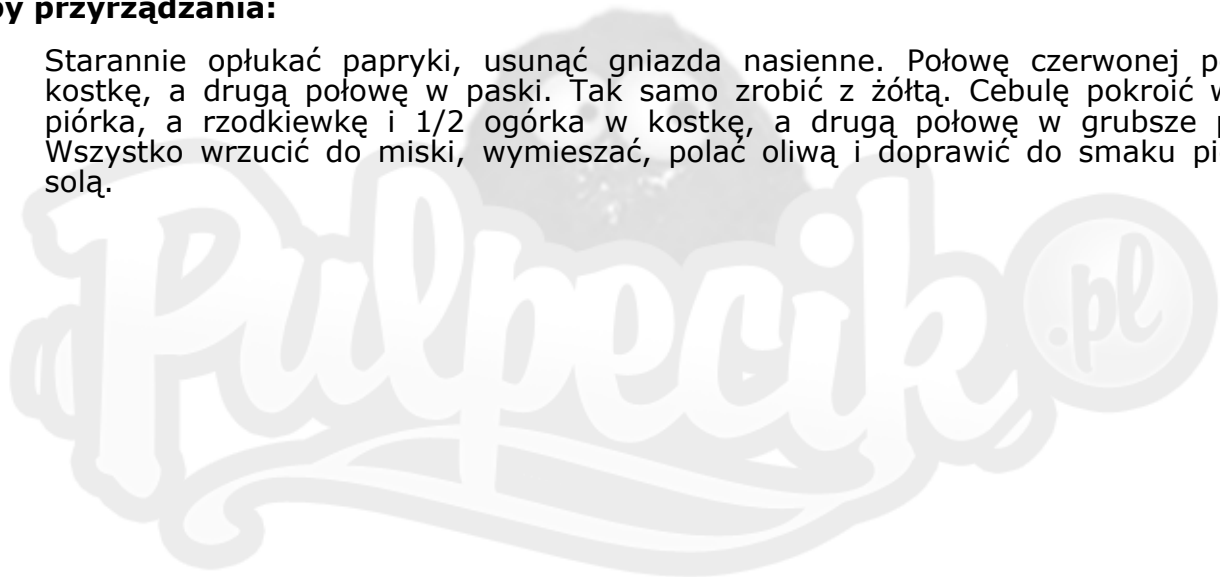 by przyrządzania:
Starannie opłukać papryki, usunąć gniazda nasienne. Połowę czerwonej
kostkę, a drugą połowę w paski. Tak samo zrobić z żółtą. Cebulę pokroić w
piórka, a rzodkiewkę i 1/2 ogórka w kostkę, a drugą połowę w grubsze
Wszystko wrzucić do miski, wymieszać, polać oliwą i doprawić do smaku
solą.
Pulpecik .pl